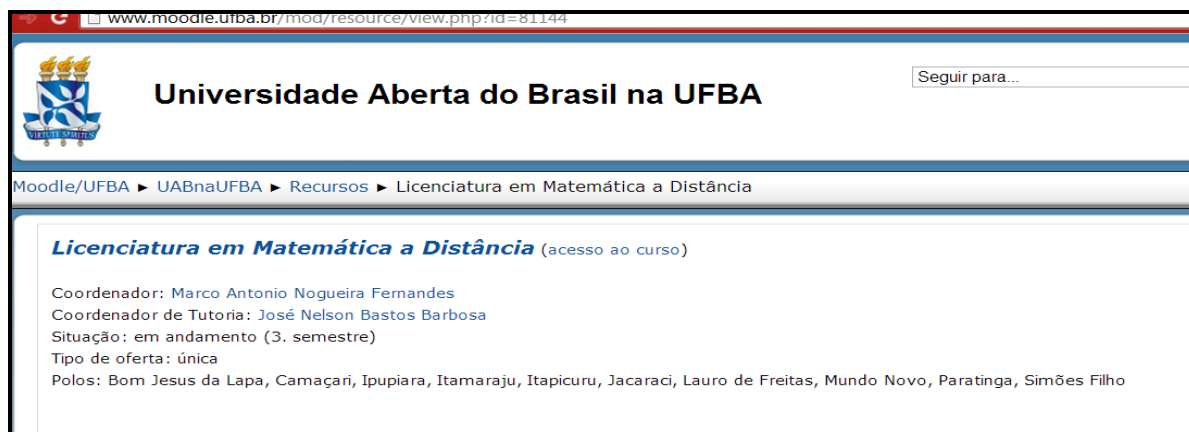 www.moodle.ufba.br/mod/resource/view.php?id=81144
Universidade Aberta do Brasil na UFBA
Seguir para...
VIRTUTE SPIRITUS
Moodle/UFBA ► UABnaUFBA ► Recursos ► Licenciatura em Matemática a Distância
Licenciatura em Matemática a Distância (acesso ao curso)
Coordenador: Marco Antonio Nogueira Fernandes
Coordenador de Tutoria: José Nelson Bastos Barbosa
Situação: em andamento (3. semestre)
Tipo de oferta: única
Polos: Bom Jesus da Lapa, Camaçari, Ipupiara, Itamaraju, Itapicuru, Jacaraci, Lauro de Freitas, Mundo Novo, Paratinga, Simões Filho